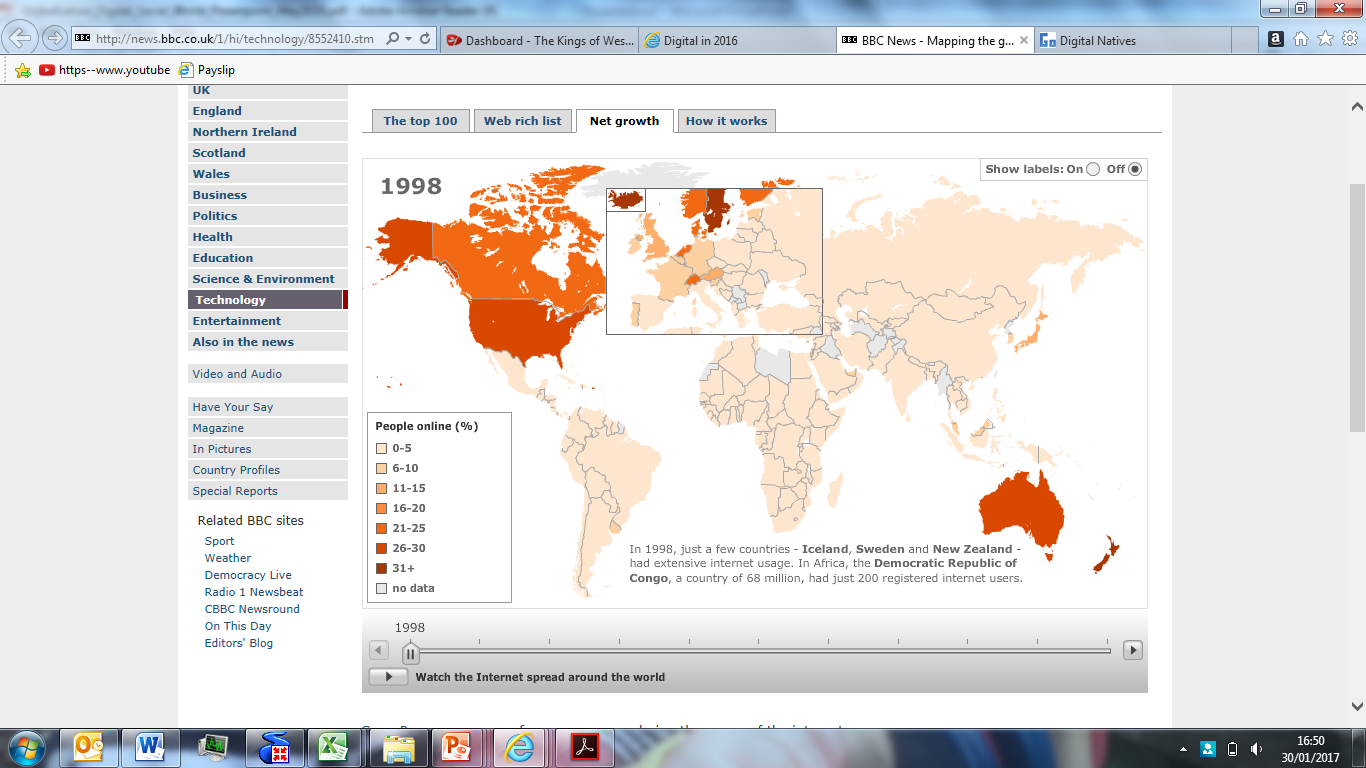 http://news.bbc.co.uk/1/hi/technology/8552410.stm
Dashboard - The Kings of Wes...
Digital in 2016
BBC News - Mapping the g...
Digital Natives
https--www.youtube
Payslip
UK
England
Northern Ireland
Scotland
Wales
Business
Politics
Health
Education
Science & Environment
Technology
Entertainment
Also in the news
Video and Audio
Have Your Say
Magazine
In Pictures
Country Profiles
Special Reports
Related BBC sites
Sport
Weather
Democracy Live
Radio 1 Newsbeat
CBBC Newsround
On This Day
Editors' Blog
The top 100
Web rich list
Net growth
How it works
1998
Show labels: On Off
People online (%)
0-5
6-10
11-15
16-20
21-25
26-30
31+
no data
In 1998, just a few countries - Iceland, Sweden and New Zealand -
had extensive internet usage. In Africa, the Democratic Republic of
Congo, a country of 68 million, had just 200 registered internet users.
1998
Watch the Internet spread around the world
16:50
30/01/2017